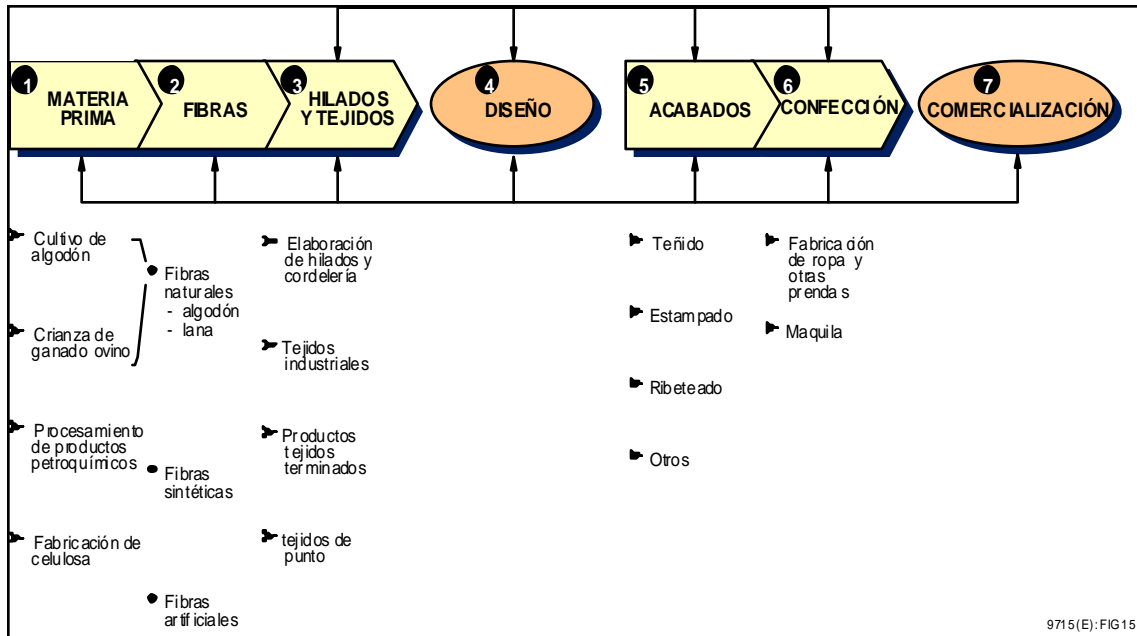 1
MATERIA
PRIMA
2
FIBRAS
3
HILADOS
Y TEJIDOS
4
DISEÑO
5
ACABADOS
6
CONFECCIÓN
7
COMERCIALIZACIÓN
Cultivo de
algodón
Crianza de
ganado ovino
Procesamiento
de productos
petroquímicos
Fabricación de
celulosa
Fibras
naturales
- algodón
- lana
Fibras
sintéticas
Fibras
artificiales
Elaboración
de hilados y
cordelería
Tejidos
industriales
Productos
tejidos
terminados
tejidos de
punto
Teñido
Estampado
Ribeteado
Otros
Fabricación
de ropa y
otras
prendas
Maquila
9715(E):FIG15